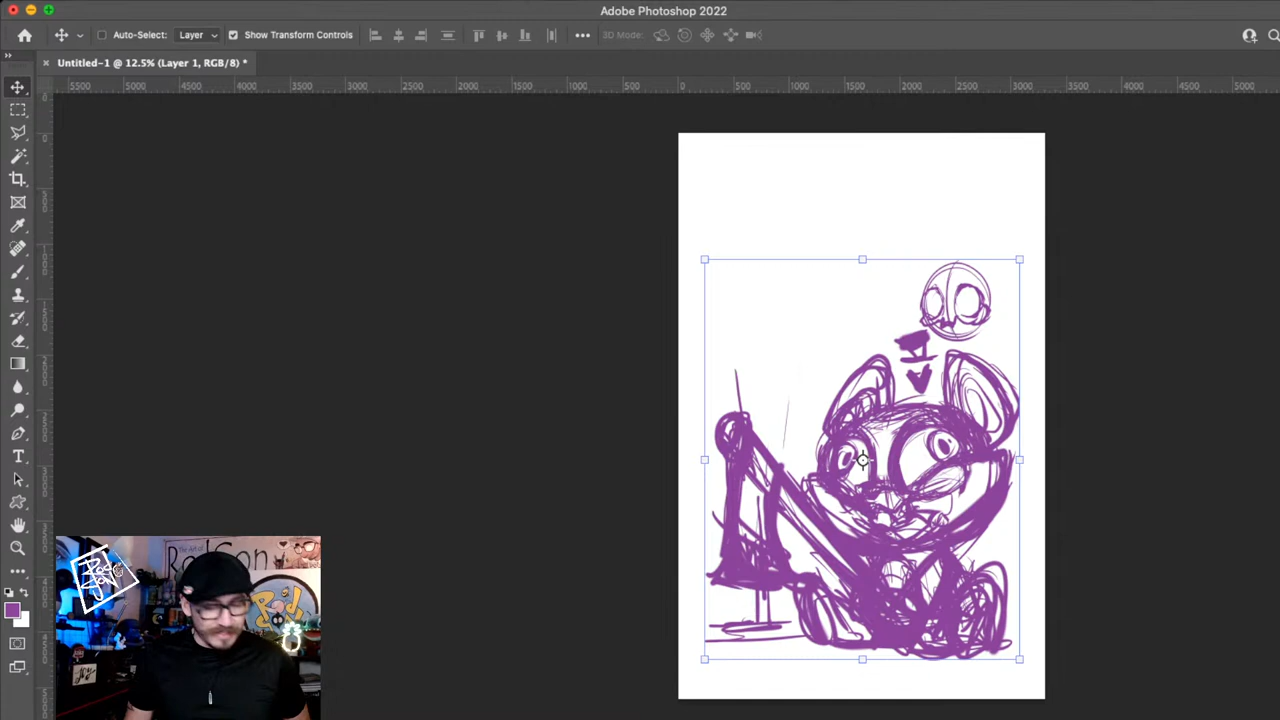 Adobe Photoshop 2022
Auto-Select: Layer Show Transform Controls 3D Mode:
Untitled-1 @ 12.5% (Layer 1, RGB/8) *
5500 5000 4500 4000 3500 3000 2500 2000 1500 1000 500 0 500 1000 1500 2000 2500 3000 3500 4000 4500 5000